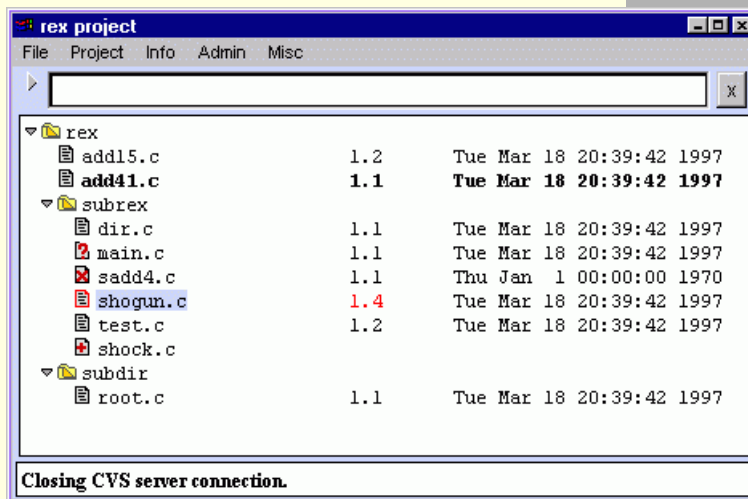 rex project
File Project Info Admin Misc
x
rex
add15.c 1.2 Tue Mar 18 20:39:42 1997
add41.c 1.1 Tue Mar 18 20:39:42 1997
subrex
dir.c 1.1 Tue Mar 18 20:39:42 1997
main.c 1.1 Tue Mar 18 20:39:42 1997
sadd4.c 1.1 Thu Jan 1 00:00:00 1970
shogun.c 1.4 Tue Mar 18 20:39:42 1997
test.c 1.2 Tue Mar 18 20:39:42 1997
shock.c
subdir
root.c 1.1 Tue Mar 18 20:39:42 1997
Closing CVS server connection.